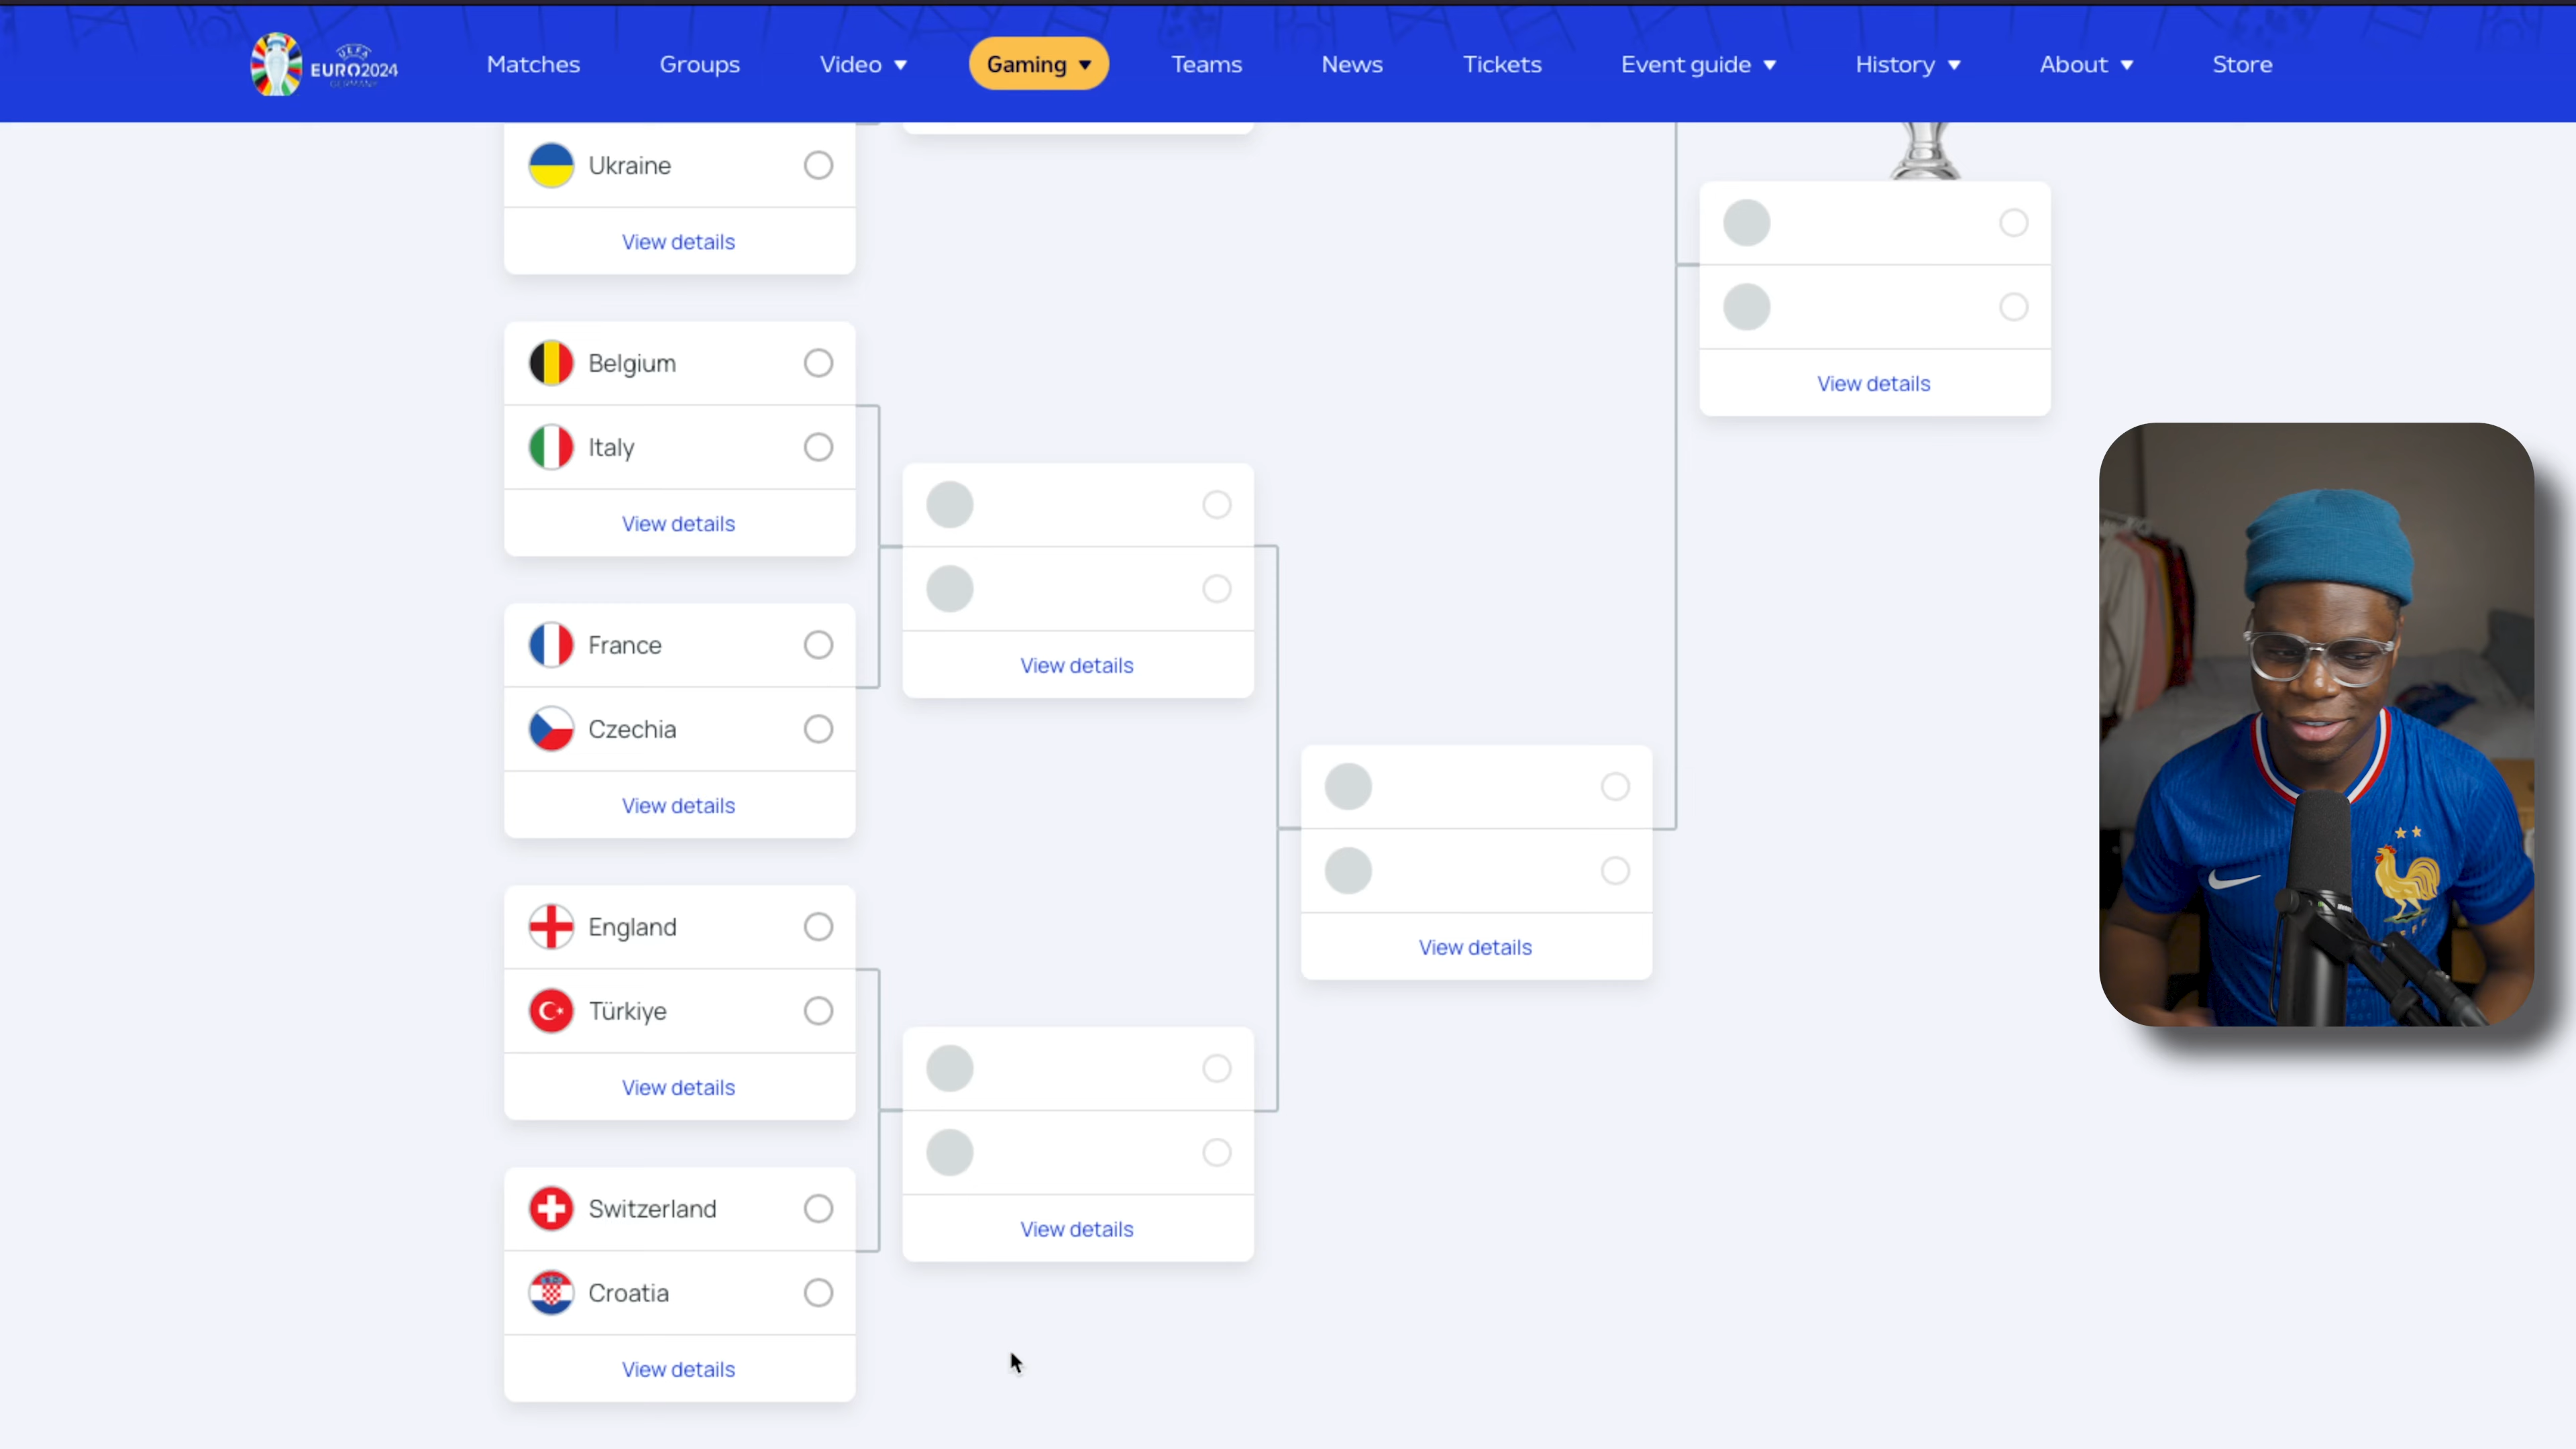 UEFA
EURO2024
GERMANY
Matches
Groups
Video
Gaming
Teams
News
Tickets
Event guide
History
About
Store
Ukraine
View details
Belgium
Italy
View details
France
Czechia
View details
England
Türkiye
View details
Switzerland
Croatia
View details
View details
View details
View details
View details